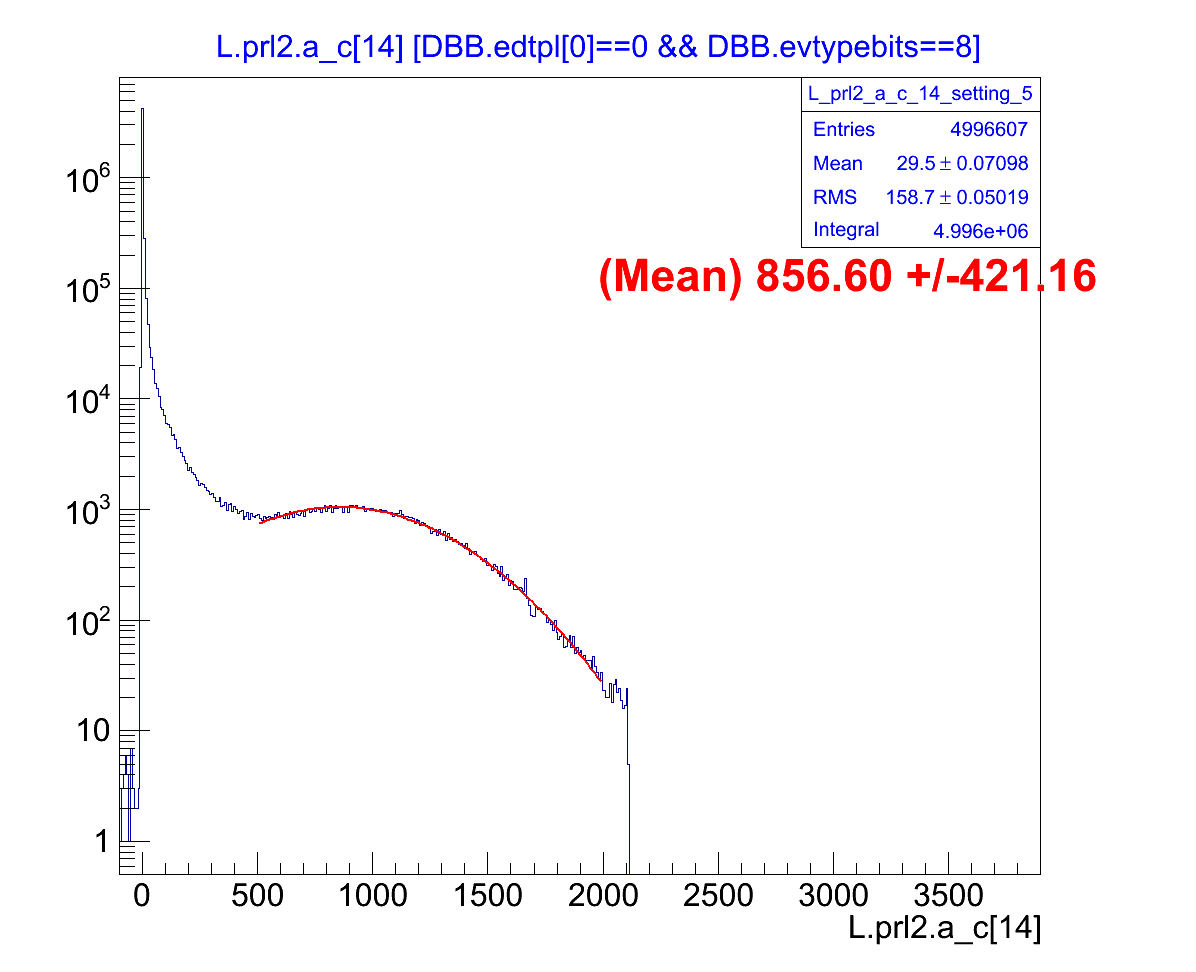 L.prl2.a_c[14] [DBB.edtpl[0]==0 && DBB.evtypebits==8]
L_prl2_a_c_14_setting_5
Entries 4996607
Mean 29.5 ± 0.07098
RMS 158.7 ± 0.05019
Integral 4.996e+06
(Mean) 856.60 +/-421.16
10^6
10^5
10^4
10^3
10^2
10
1
0 500 1000 1500 2000 2500 3000 3500
L.prl2.a_c[14]